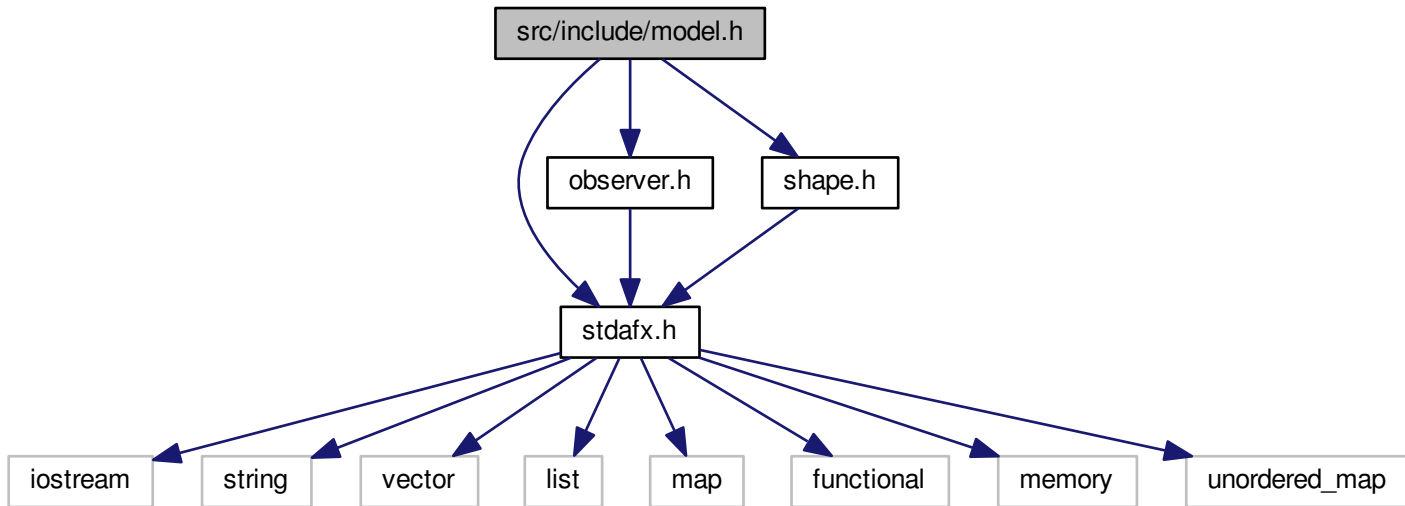 src/include/model.h
observer.h
shape.h
stdafx.h
iostream
string
vector
list
map
functional
memory
unordered_map